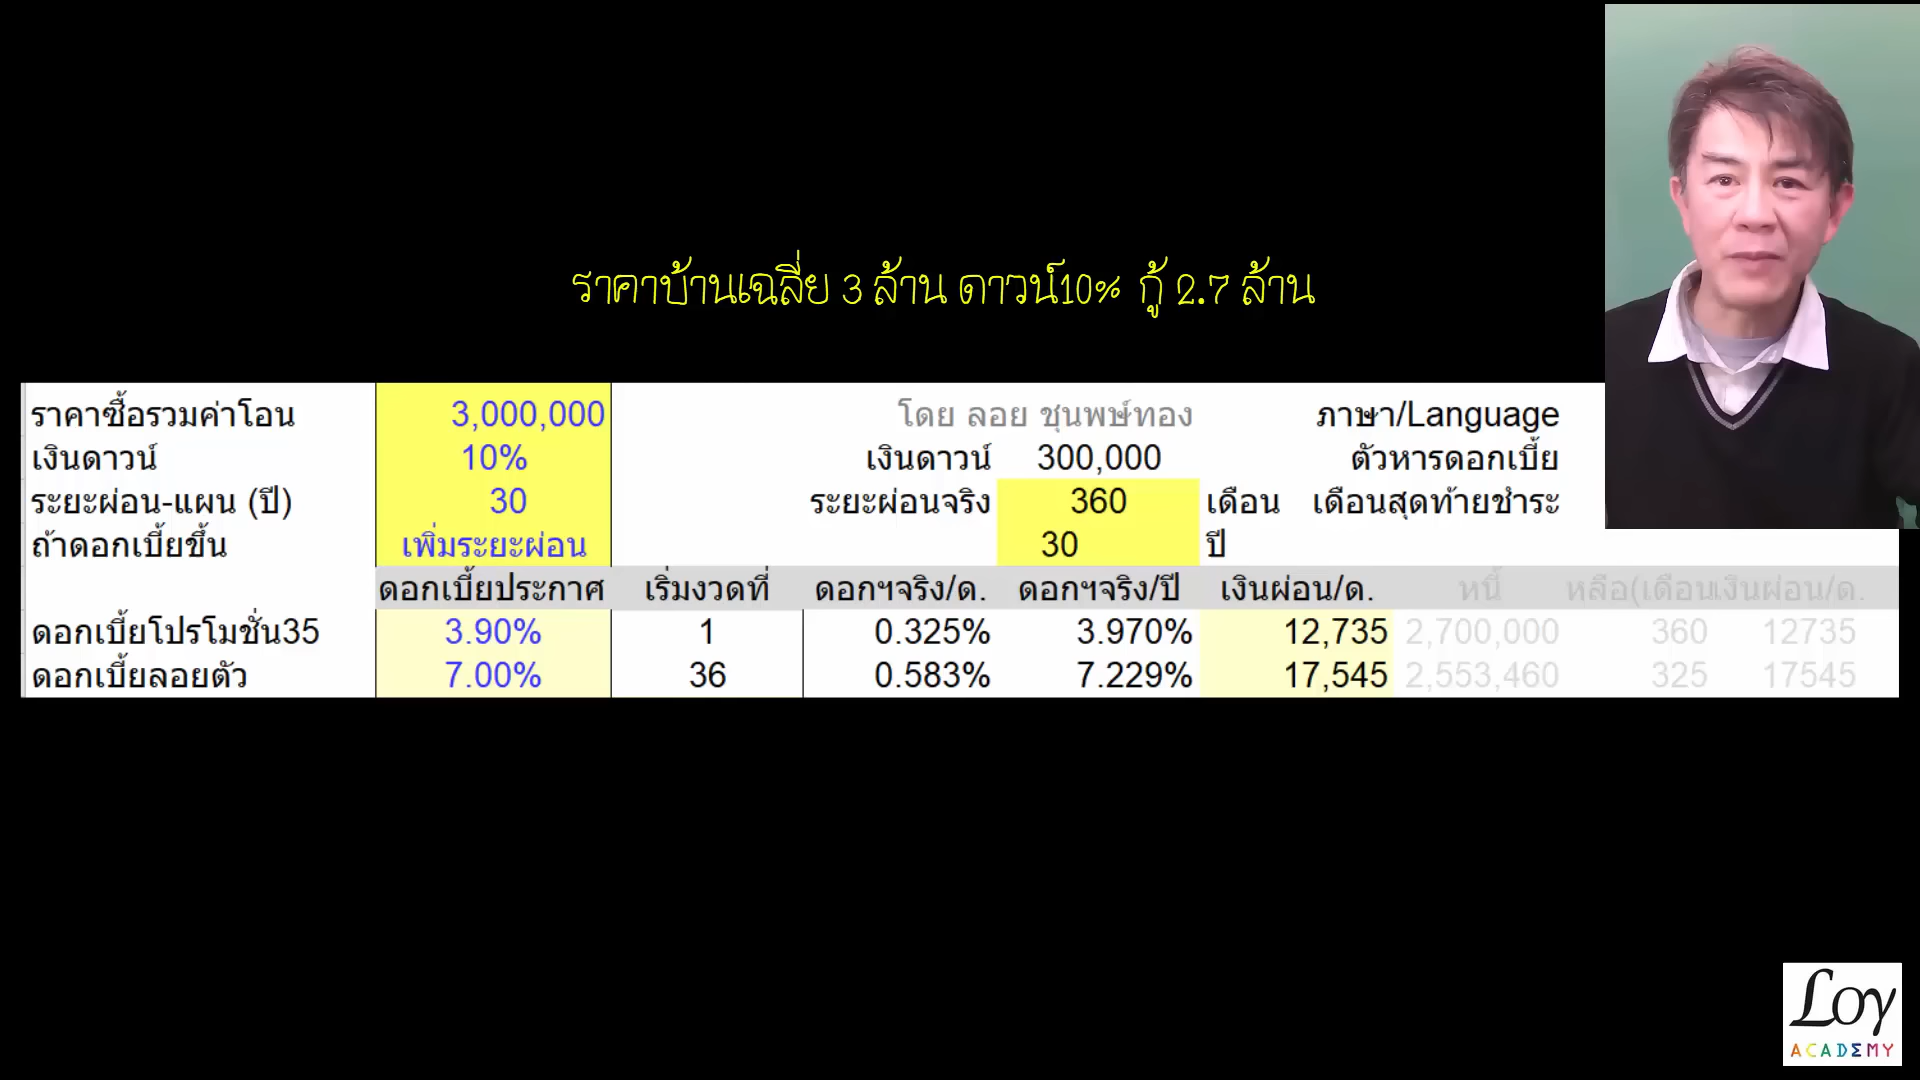 ราคาบ้านเฉลี่ย 3 ล้าน ดาวน์10% กู้ 2.7 ล้าน
ราคาซื้อรวมค่าโอน 3,000,000 โดย ลอย ชุนพงษ์ทอง ภาษา/Language
เงินดาวน์ 10% เงินดาวน์ 300,000 ตัวหารดอกเบี้ย
ระยะผ่อน-แผน (ปี) 30 ระยะผ่อนจริง 360 เดือน เดือนสุดท้ายชำระ
ถ้าดอกเบี้ยขึ้น เพิ่มระยะผ่อน 30 ปี
ดอกเบี้ยประกาศ เริ่มงวดที่ ดอกฯจริง/ด. ดอกฯจริง/ปี เงินผ่อน/ด. หนี้ หลือ(เดือน เงินผ่อน/ด.
ดอกเบี้ยโปรโมชั่น35 3.90% 1 0.325% 3.970% 12,735 2,700,000 360 12735
ดอกเบี้ยลอยตัว 7.00% 36 0.583% 7.229% 17,545 2,553,460 325 17545
Loy
ACADEMY